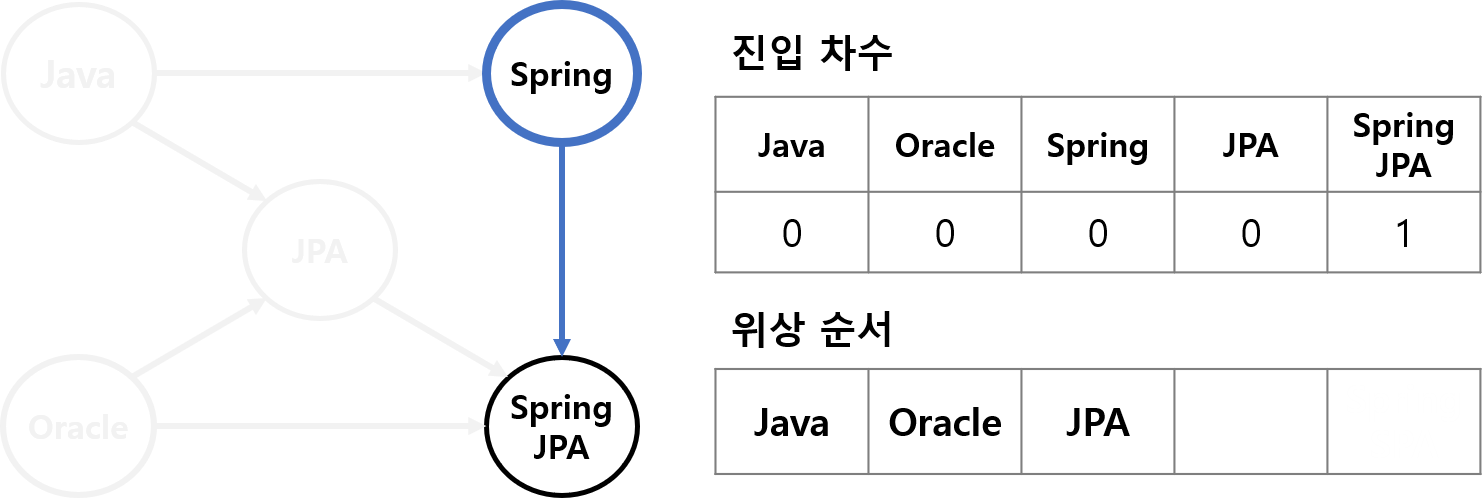 Java
Spring
JPA
Oracle
Spring
JPA
진입 차수
Java Oracle Spring JPA Spring JPA
0 0 0 0 1
위상 순서
Java Oracle JPA